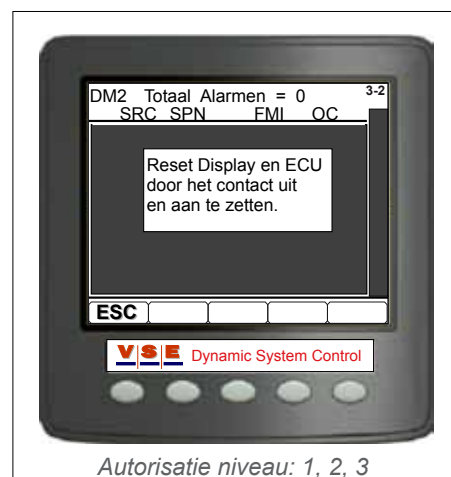 DM2 Totaal Alarmen = 0 3-2
SRC SPN FMI OC
Reset Display en ECU
door het contact uit
en aan te zetten.
ESC
VSE Dynamic System Control
Autorisatie niveau: 1, 2, 3